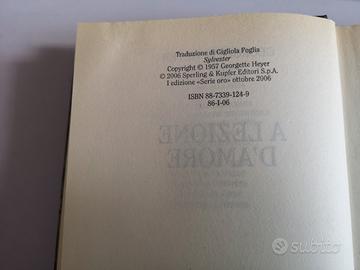 Traduzione di Gigliola Foglia
Sylvester
Copyright © 1957 Georgette Heyer
© 2006 Sperling & Kupfer Editori S.p.A.
I edizione «Serie oro» ottobre 2006
ISBN 88-7339-124-9
86-I-06
A LEZIONE
D'AMORE
subito